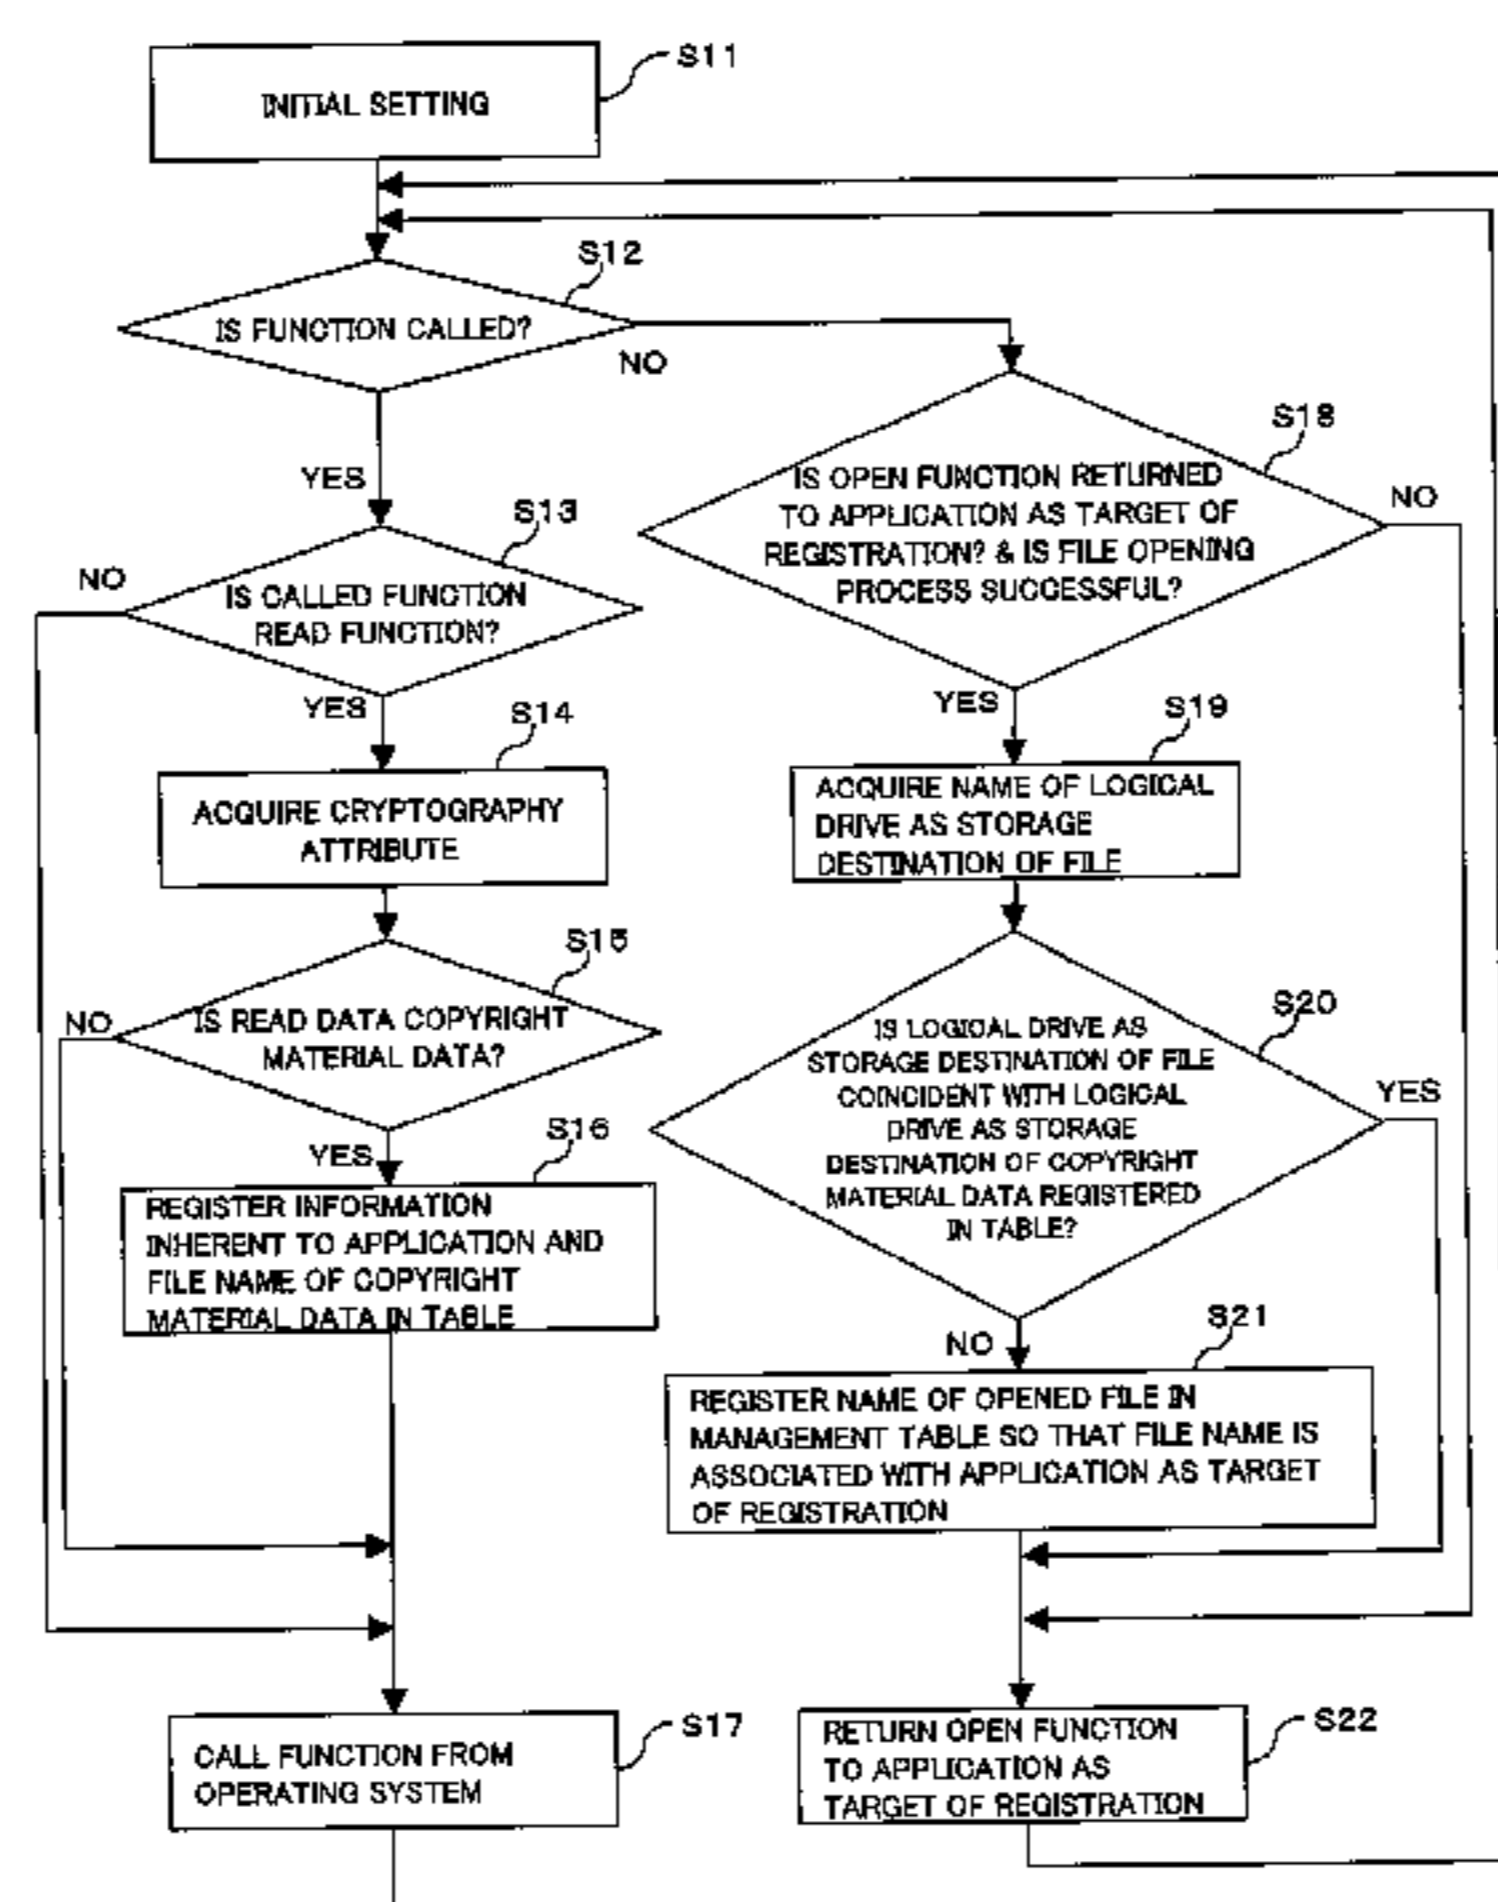 S11
INITIAL SETTING
S12
IS FUNCTION CALLED?
NO
YES
S13
NO
IS CALLED FUNCTION
READ FUNCTION?
YES
S14
ACQUIRE CRYPTOGRAPHY
ATTRIBUTE
S15
NO
IS READ DATA COPYRIGHT
MATERIAL DATA?
YES
S16
REGISTER INFORMATION
INHERENT TO APPLICATION AND
FILE NAME OF COPYRIGHT
MATERIAL DATA IN TABLE
S17
CALL FUNCTION FROM
OPERATING SYSTEM
S18
IS OPEN FUNCTION RETURNED
TO APPLICATION AS TARGET OF
REGISTRATION? & IS FILE OPENING
PROCESS SUCCESSFUL?
NO
YES
S19
ACQUIRE NAME OF LOGICAL
DRIVE AS STORAGE
DESTINATION OF FILE
S20
IS LOGICAL DRIVE AS
STORAGE DESTINATION OF FILE
COINCIDENT WITH LOGICAL
DRIVE AS STORAGE
DESTINATION OF COPYRIGHT
MATERIAL DATA REGISTERED
IN TABLE?
YES
NO
S21
REGISTER NAME OF OPENED FILE IN
MANAGEMENT TABLE SO THAT FILE NAME IS
ASSOCIATED WITH APPLICATION AS TARGET
OF REGISTRATION
S22
RETURN OPEN FUNCTION
TO APPLICATION AS
TARGET OF REGISTRATION